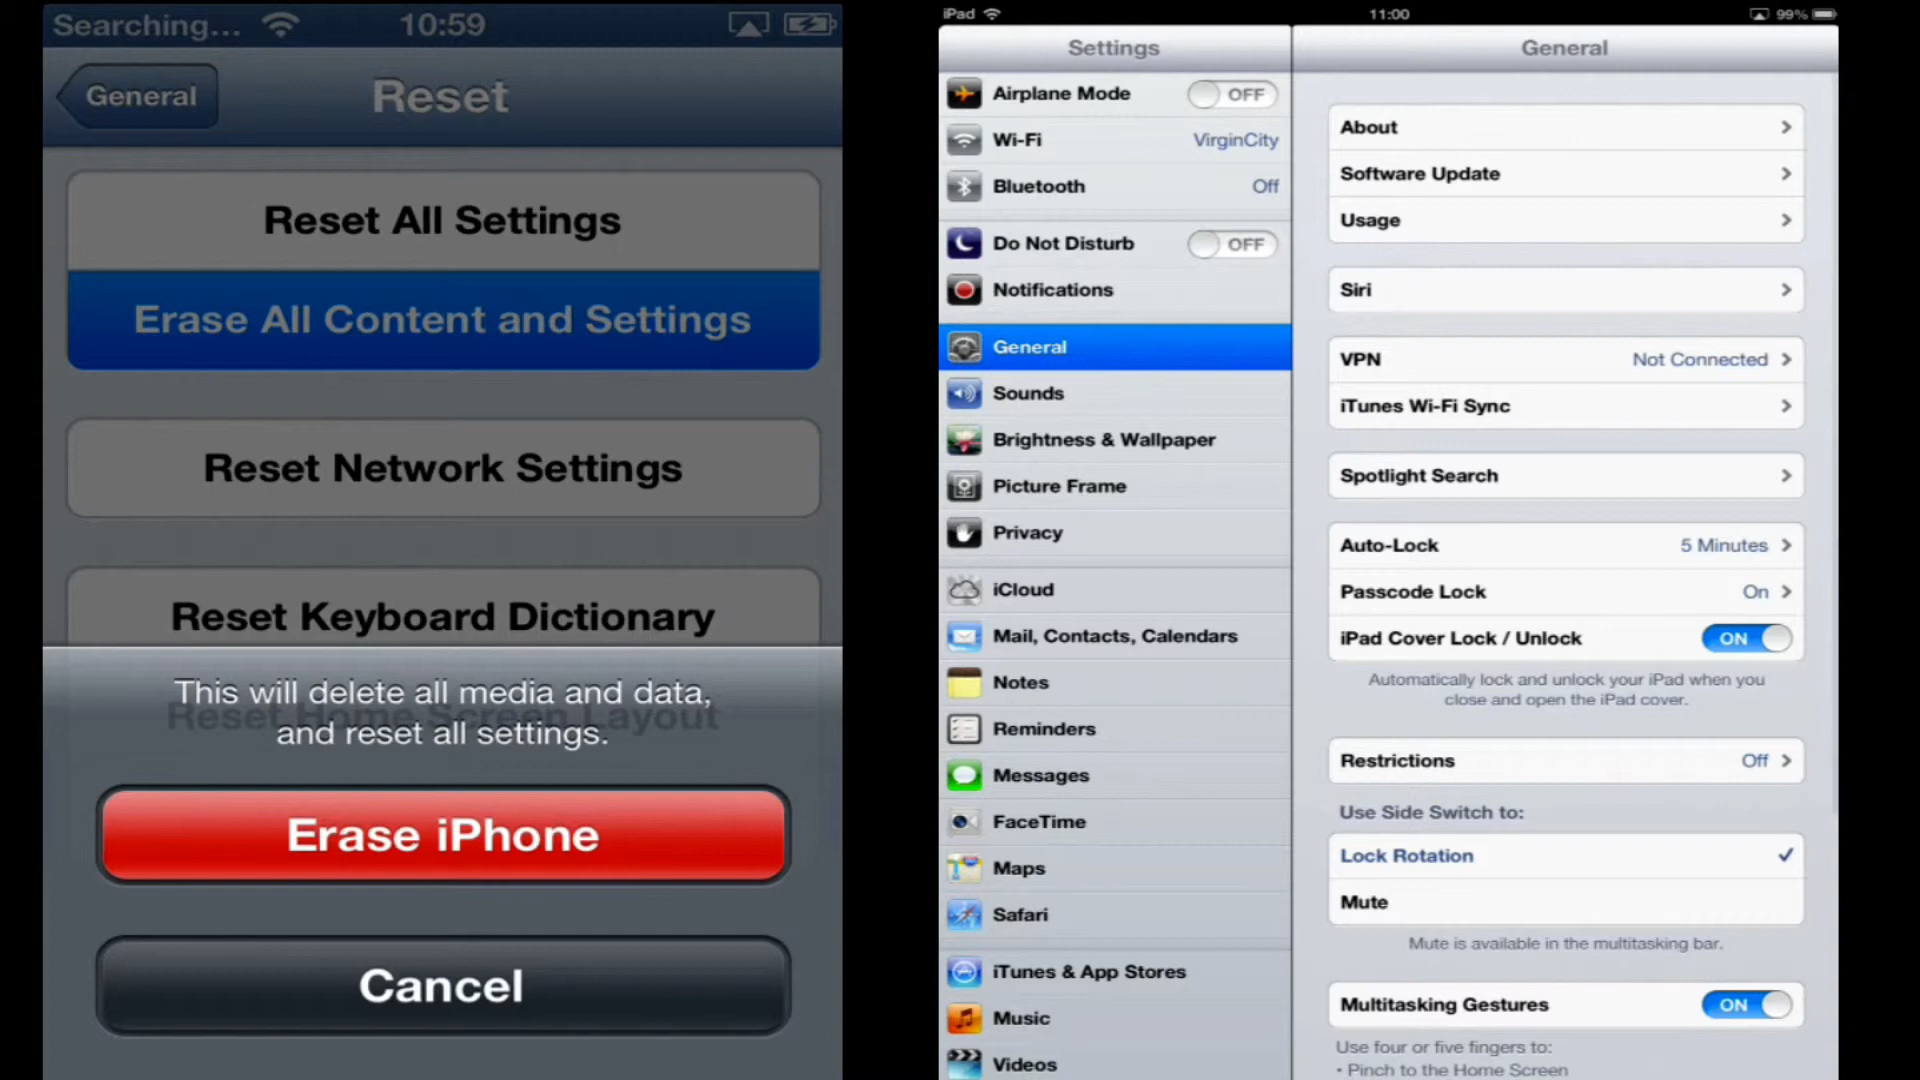 Searching...
10:59
General
Reset
Reset All Settings
Erase All Content and Settings
Reset Network Settings
Reset Keyboard Dictionary
Reset Home Screen Layout
This will delete all media and data,
and reset all settings.
Erase iPhone
Cancel
iPad
11:00
99%
Settings
Airplane Mode OFF
Wi-Fi VirginCity
Bluetooth Off
Do Not Disturb OFF
Notifications
General
Sounds
Brightness & Wallpaper
Picture Frame
Privacy
iCloud
Mail, Contacts, Calendars
Notes
Reminders
Messages
FaceTime
Maps
Safari
iTunes & App Stores
Music
Videos
General
About
Software Update
Usage
Siri
VPN Not Connected
iTunes Wi-Fi Sync
Spotlight Search
Auto-Lock 5 Minutes
Passcode Lock On
iPad Cover Lock / Unlock ON
Automatically lock and unlock your iPad when you
close and open the iPad cover.
Restrictions Off
Use Side Switch to:
Lock Rotation
Mute
Mute is available in the multitasking bar.
Multitasking Gestures ON
Use four or five fingers to:
• Pinch to the Home Screen